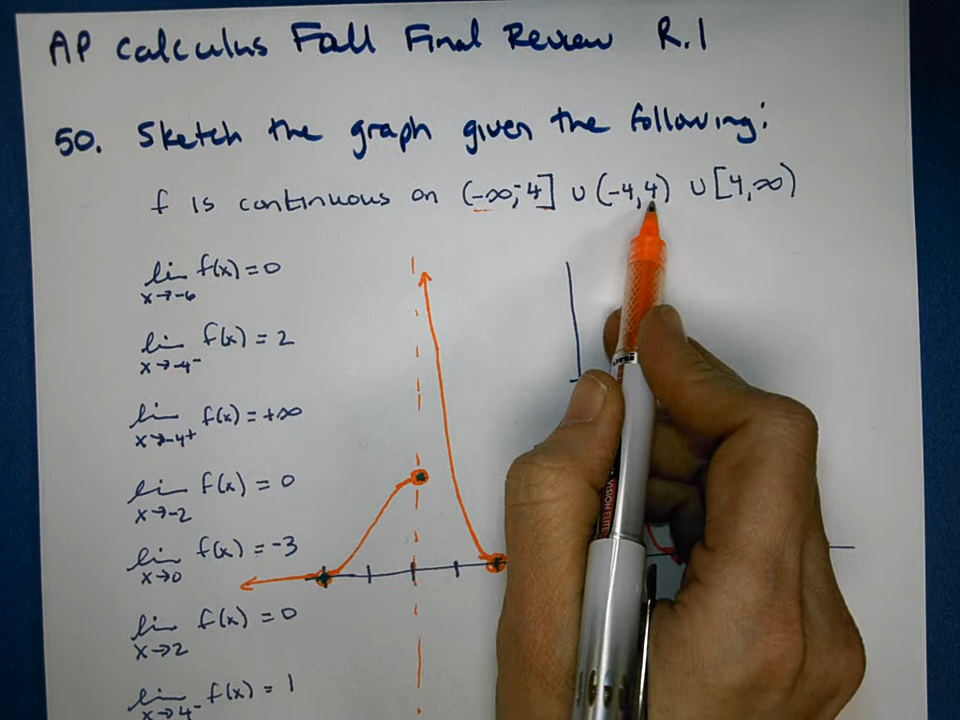 AP Calculus Fall Final Review R.1
50. Sketch the graph given the following:
f is continuous on (-∞,-4] ∪ (-4,4) ∪ [4,∞)
lim f(x) = 0
x→-6
lim f(x) = 2
x→-4⁻
lim f(x) = +∞
x→-4⁺
lim f(x) = 0
x→-2
lim f(x) = -3
x→0
lim f(x) = 0
x→2
lim f(x) = 1
x→4⁻
VISION ELITE